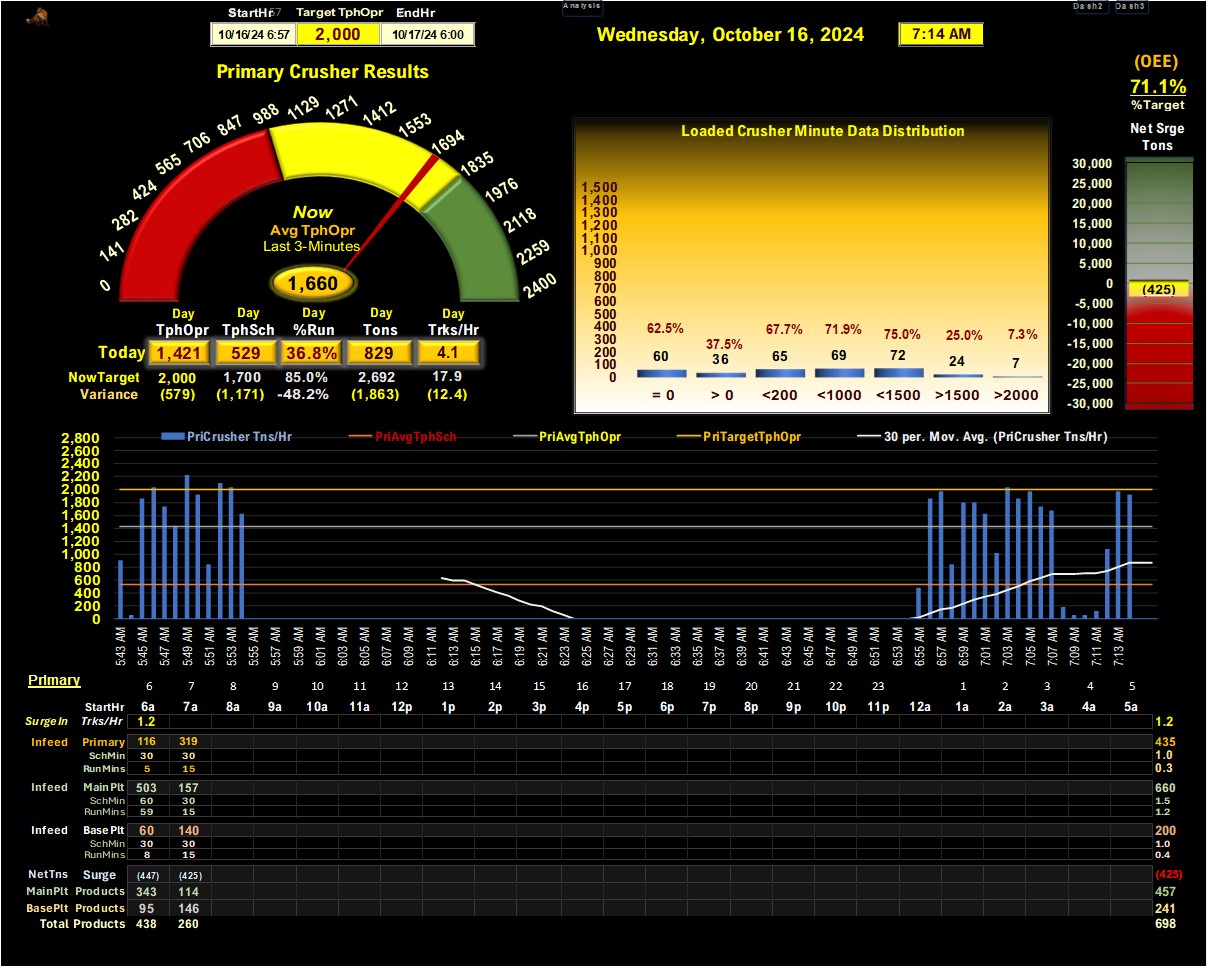 StartHr Target TphOpr EndHr
10/16/24 6:57 2,000 10/17/24 6:00
Wednesday, October 16, 2024
7:14 AM
Analysis
Dash2 Dash3
(OEE)
71.1%
%Target
Net Srge
Tons
30,000
25,000
20,000
15,000
10,000
5,000
0
(425)
-5,000
-10,000
-15,000
-20,000
-25,000
-30,000
Primary Crusher Results
0
141
282
424
565
706
847
988
1129
1271
1412
1553
1694
1835
1976
2118
2259
2400
Now
Avg TphOpr
Last 3-Minutes
1,660
Day Day Day Day Day
TphOpr TphSch %Run Tons Trks/Hr
Today 1,421 529 36.8% 829 4.1
NowTarget 2,000 1,700 85.0% 2,692 17.9
Variance (579) (1,171) -48.2% (1,863) (12.4)
Loaded Crusher Minute Data Distribution
1,500
1,400
1,300
1,200
1,100
1,000
900
800
700
600
500
400
300
200
100
0
62.5% 37.5% 67.7% 71.9% 75.0% 25.0% 7.3%
60 36 65 69 72 24 7
= 0 > 0 <200 <1000 <1500 >1500 >2000
PriCrusher Tns/Hr PriAvgTphSch PriAvgTphOpr PriTargetTphOpr 30 per. Mov. Avg. (PriCrusher Tns/Hr)
2,800
2,600
2,400
2,200
2,000
1,800
1,600
1,400
1,200
1,000
800
600
400
200
0
5:43 AM 5:45 AM 5:47 AM 5:49 AM 5:51 AM 5:53 AM 5:55 AM 5:57 AM 5:59 AM 6:01 AM 6:03 AM 6:05 AM 6:07 AM 6:09 AM 6:11 AM 6:13 AM 6:15 AM 6:17 AM 6:19 AM 6:21 AM 6:23 AM 6:25 AM 6:27 AM 6:29 AM 6:31 AM 6:33 AM 6:35 AM 6:37 AM 6:39 AM 6:41 AM 6:43 AM 6:45 AM 6:47 AM 6:49 AM 6:51 AM 6:53 AM 6:55 AM 6:57 AM 6:59 AM 7:01 AM 7:03 AM 7:05 AM 7:07 AM 7:09 AM 7:11 AM 7:13 AM
Primary
6 7 8 9 10 11 12 13 14 15 16 17 18 19 20 21 22 23 1 2 3 4 5
StartHr 6a 7a 8a 9a 10a 11a 12p 1p 2p 3p 4p 5p 6p 7p 8p 9p 10p 11p 12a 1a 2a 3a 4a 5a
SurgeIn Trks/Hr 1.2 1.2
Infeed Primary 116 319 435
SchMin 30 30 1.0
RunMins 5 15 0.3
Infeed MainPlt 503 157 660
SchMin 60 30 1.5
RunMins 59 15 1.2
Infeed BasePlt 60 140 200
SchMin 30 30 1.0
RunMins 8 15 0.4
NetTns Surge (447) (425) (425)
MainPlt Products 343 114 457
BasePlt Products 95 146 241
Total Products 438 260 698